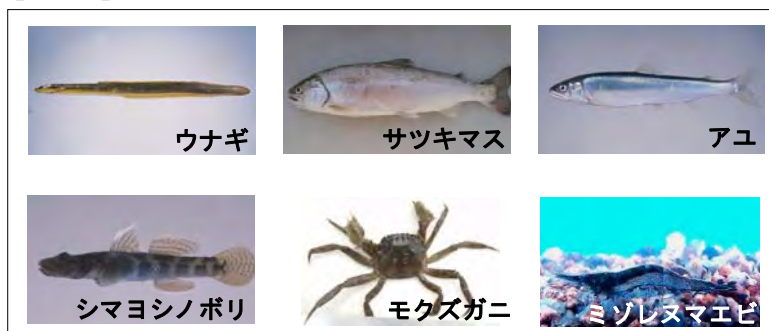 ウナギ
サツキマス
アユ
シマヨシノボリ
モクズガニ
ミゾレヌマエビ